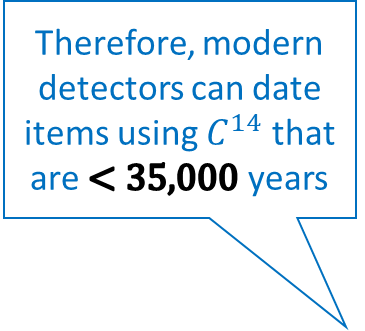 Therefore, modern
detectors can date
items using C¹⁴ that
are < 35,000 years